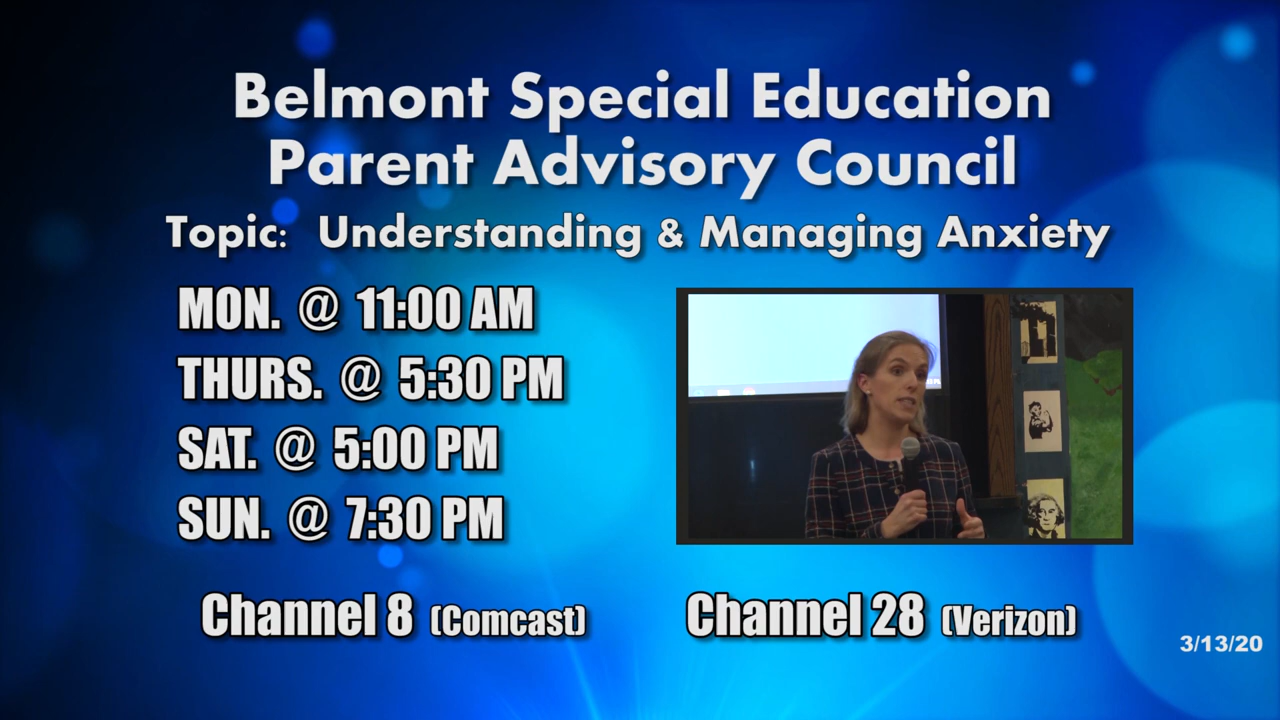 Belmont Special Education
Parent Advisory Council
Topic: Understanding & Managing Anxiety
MON. @ 11:00 AM
THURS. @ 5:30 PM
SAT. @ 5:00 PM
SUN. @ 7:30 PM
Channel 8 (Comcast)
Channel 28 (Verizon)
3/13/20